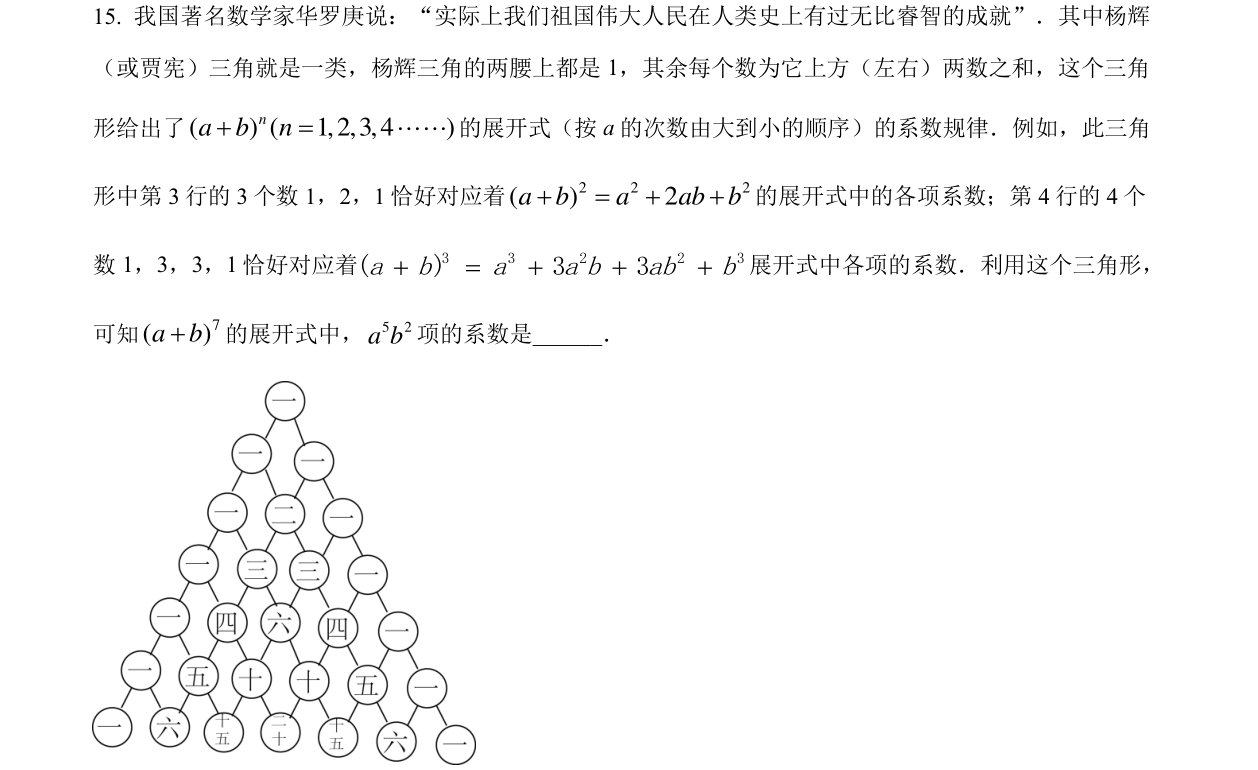 15. 我国著名数学家华罗庚说：“实际上我们祖国伟大人民在人类史上有过无比睿智的成就”．其中杨辉
（或贾宪）三角就是一类，杨辉三角的两腰上都是 1，其余每个数为它上方（左右）两数之和，这个三角
形给出了 (a+b)ⁿ (n=1,2,3,4⋯⋯) 的展开式（按 a 的次数由大到小的顺序）的系数规律．例如，此三角
形中第 3 行的 3 个数 1，2，1 恰好对应着 (a+b)² = a² + 2ab + b² 的展开式中的各项系数；第 4 行的 4 个
数 1，3，3，1 恰好对应着 (a + b)³ = a³ + 3a²b + 3ab² + b³ 展开式中各项的系数．利用这个三角形，
可知 (a+b)⁷ 的展开式中， a⁵b² 项的系数是______．
一
一 一
一 二 一
一 三 三 一
一 四 六 四 一
一 五 十 十 五 一
一 六 十五 二十 十五 六 一